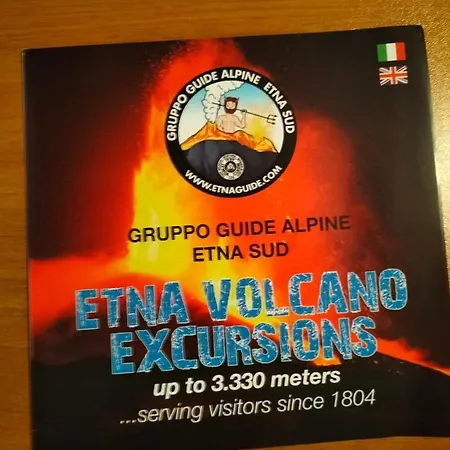 GRUPPO GUIDE ALPINE ETNA SUD
WWW.ETNAGUIDE.COM
GRUPPO GUIDE ALPINE
ETNA SUD
ETNA VOLCANO
EXCURSIONS
up to 3.330 meters
...serving visitors since 1804